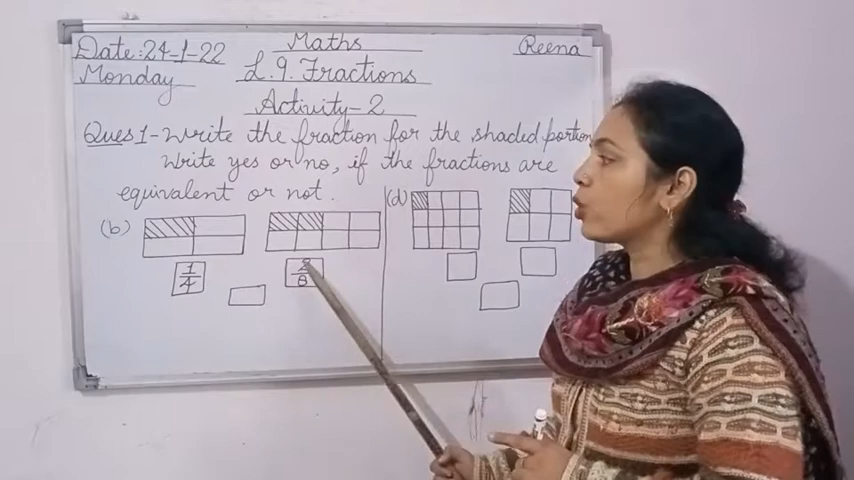 Date: 24-1-22 Maths Reena
Monday L.9. Fractions
Activity-2
Ques 1- Write the fraction for the shaded portion
Write yes or no, if the fractions are
equivalent or not.
(b) (d)
1/4 2/8